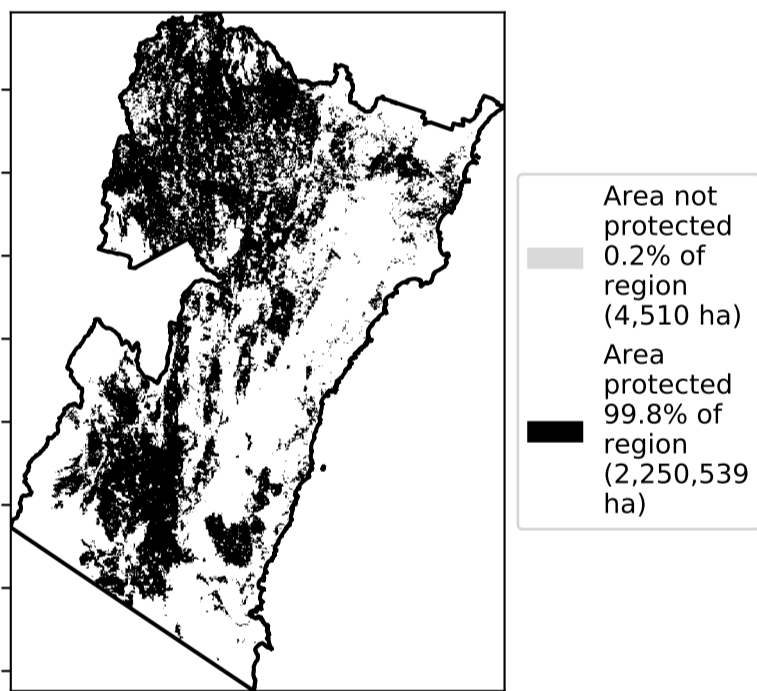 Area not
protected
0.2% of
region
(4,510 ha)
Area
protected
99.8% of
region
(2,250,539
ha)